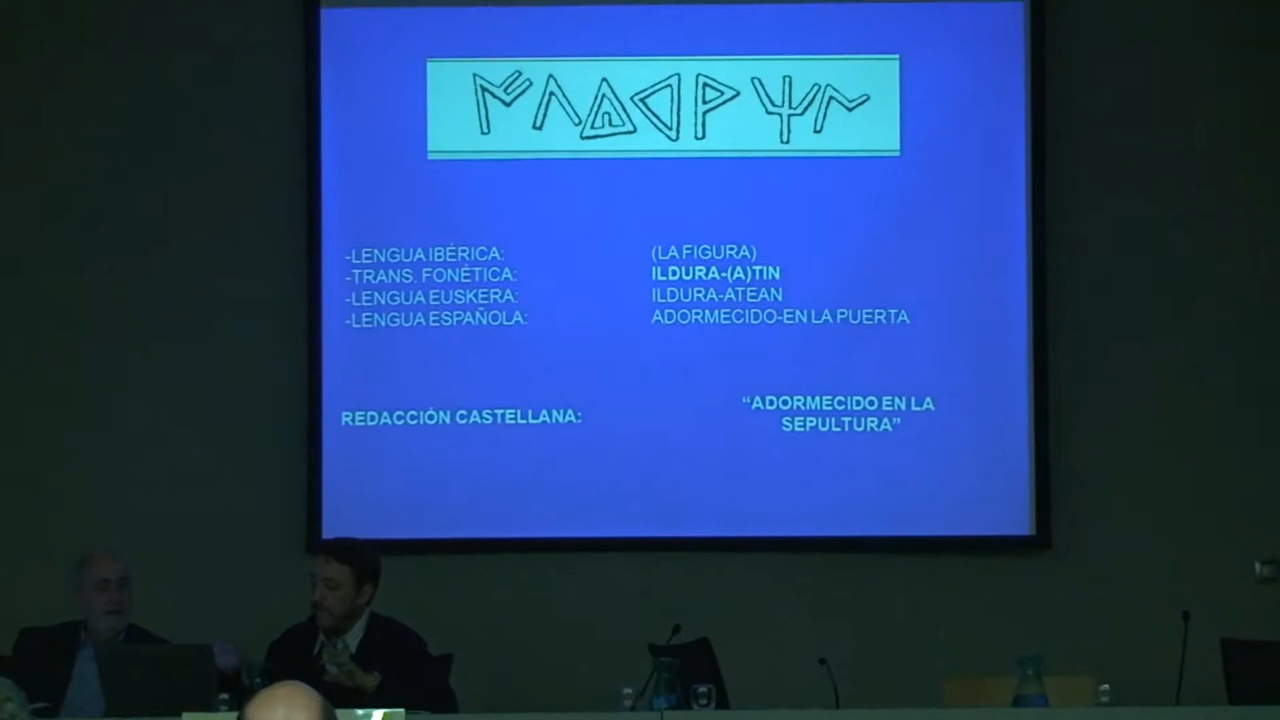 -LENGUA IBÉRICA: (LA FIGURA)
-TRANS. FONÉTICA: ILDURA-(A)TIN
-LENGUA EUSKERA: ILDURA-ATEAN
-LENGUA ESPAÑOLA: ADORMECIDO-EN LA PUERTA
REDACCIÓN CASTELLANA: “ADORMECIDO EN LA
SEPULTURA”